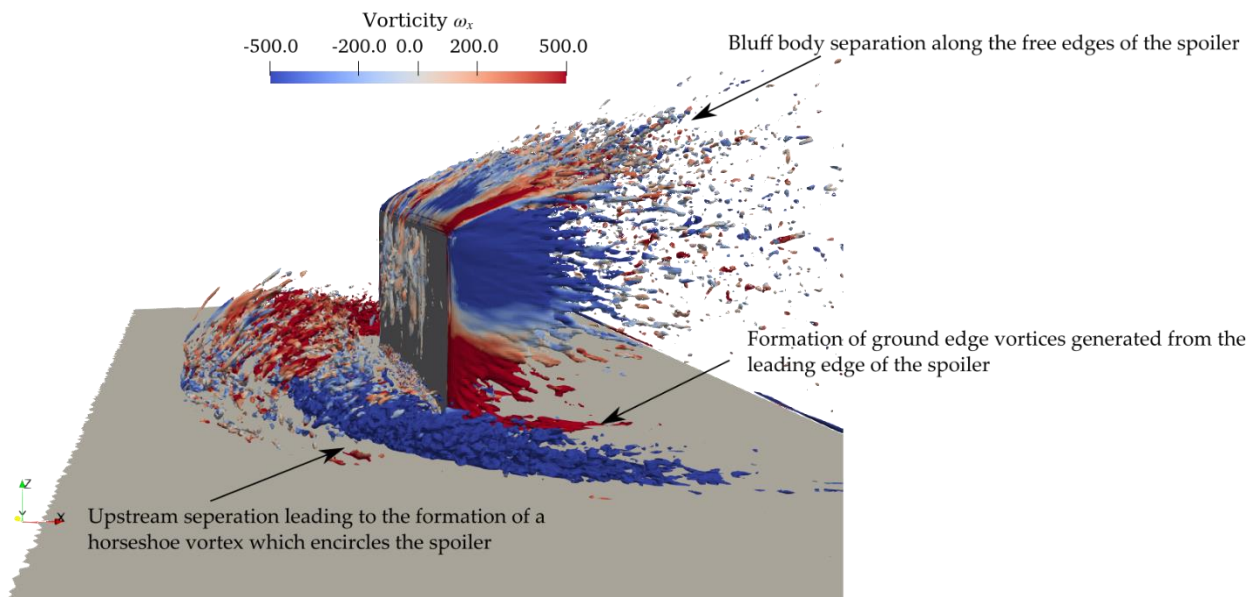 Vorticity ωx
-500.0 -200.0 0.0 200.0 500.0
Bluff body separation along the free edges of the spoiler
Formation of ground edge vortices generated from the
leading edge of the spoiler
Upstream seperation leading to the formation of a
horseshoe vortex which encircles the spoiler
Z
Y
X